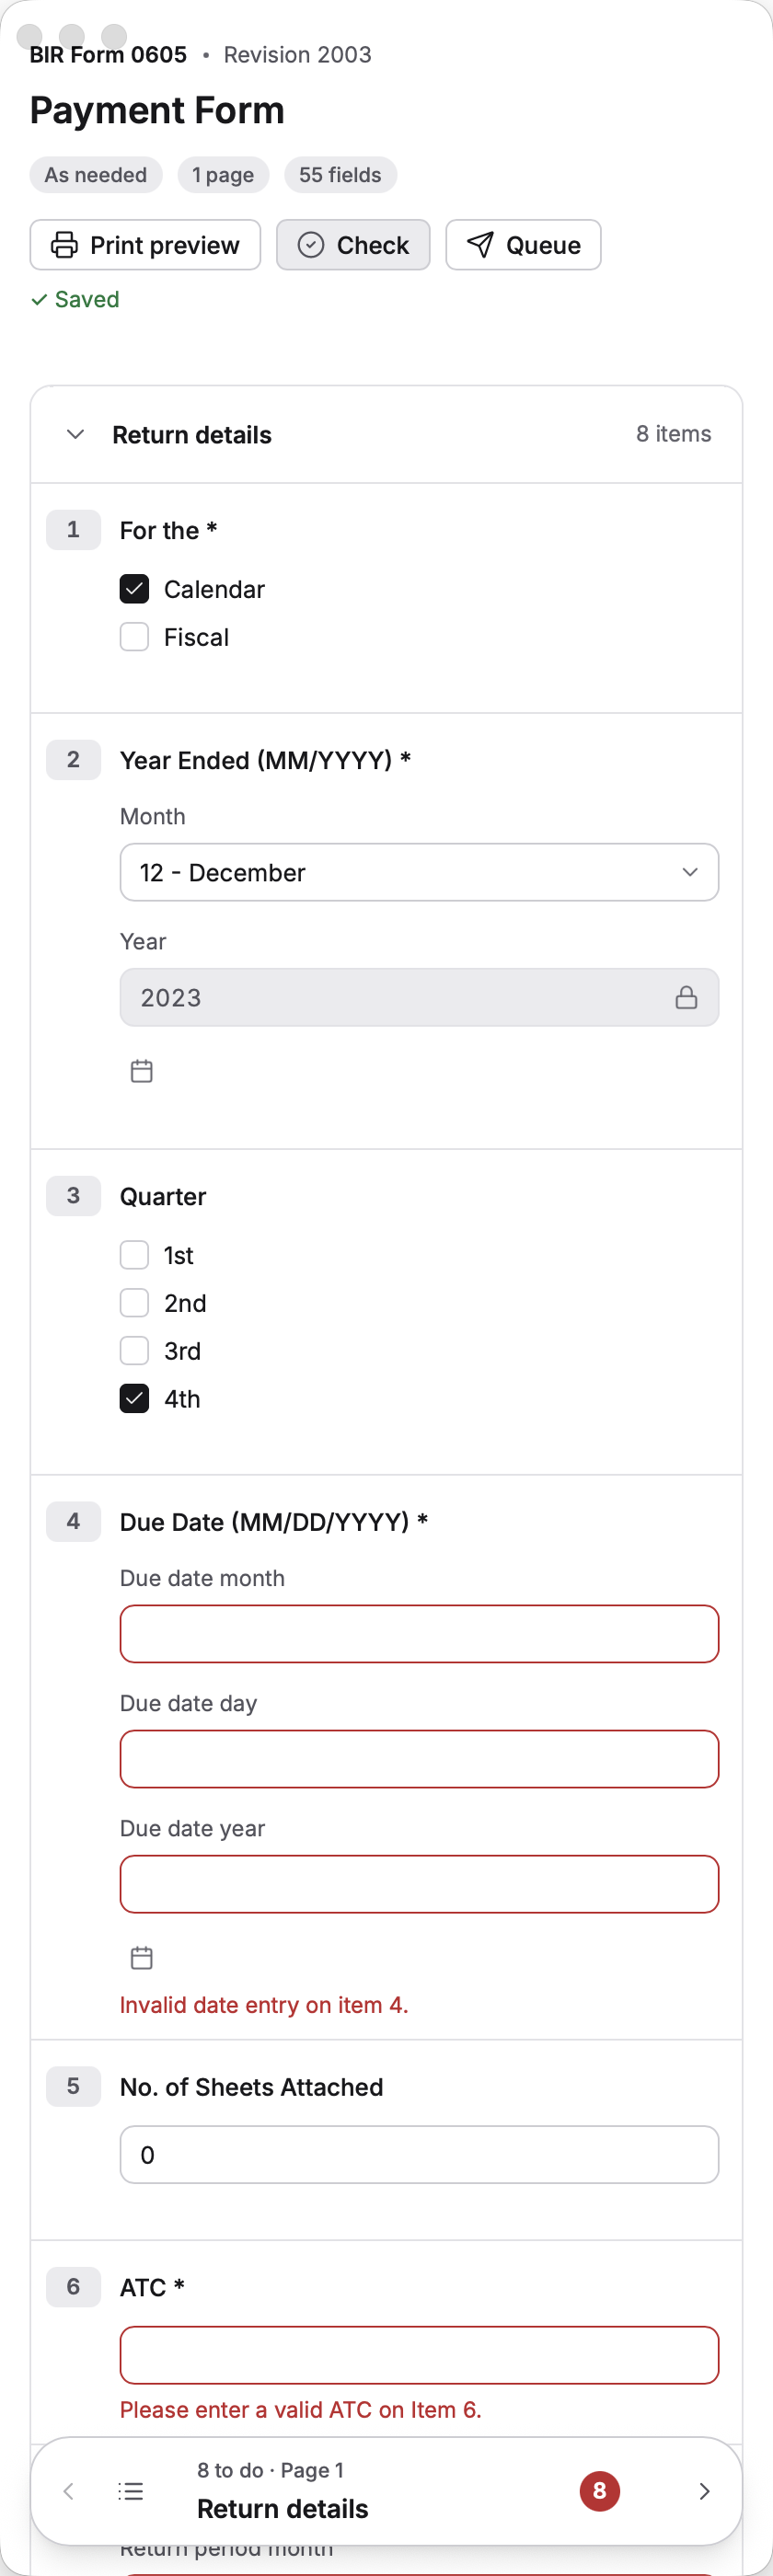 BIR Form 0605 • Revision 2003
Payment Form
As needed
1 page
55 fields
Print preview
Check
Queue
Saved
Return details
8 items
1
For the *
Calendar
Fiscal
2
Year Ended (MM/YYYY) *
Month
12 - December
Year
2023
3
Quarter
1st
2nd
3rd
4th
4
Due Date (MM/DD/YYYY) *
Due date month
Due date day
Due date year
Invalid date entry on item 4.
5
No. of Sheets Attached
0
6
ATC *
Please enter a valid ATC on Item 6.
8 to do · Page 1
Return details
8
Return period month